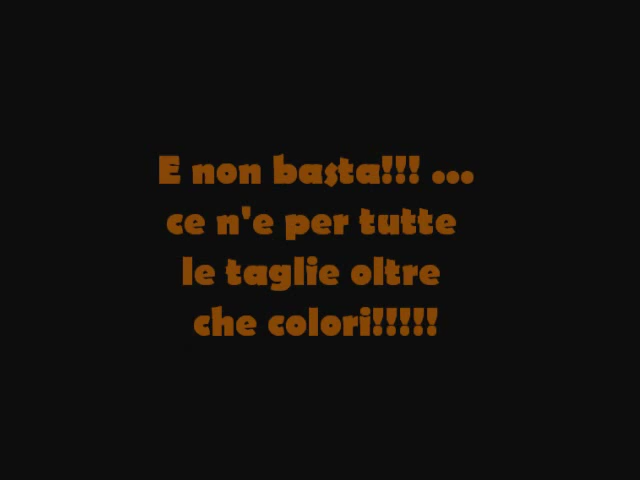 E non basta!!! ...
ce n'e per tutte
le taglie oltre
che colori!!!!!